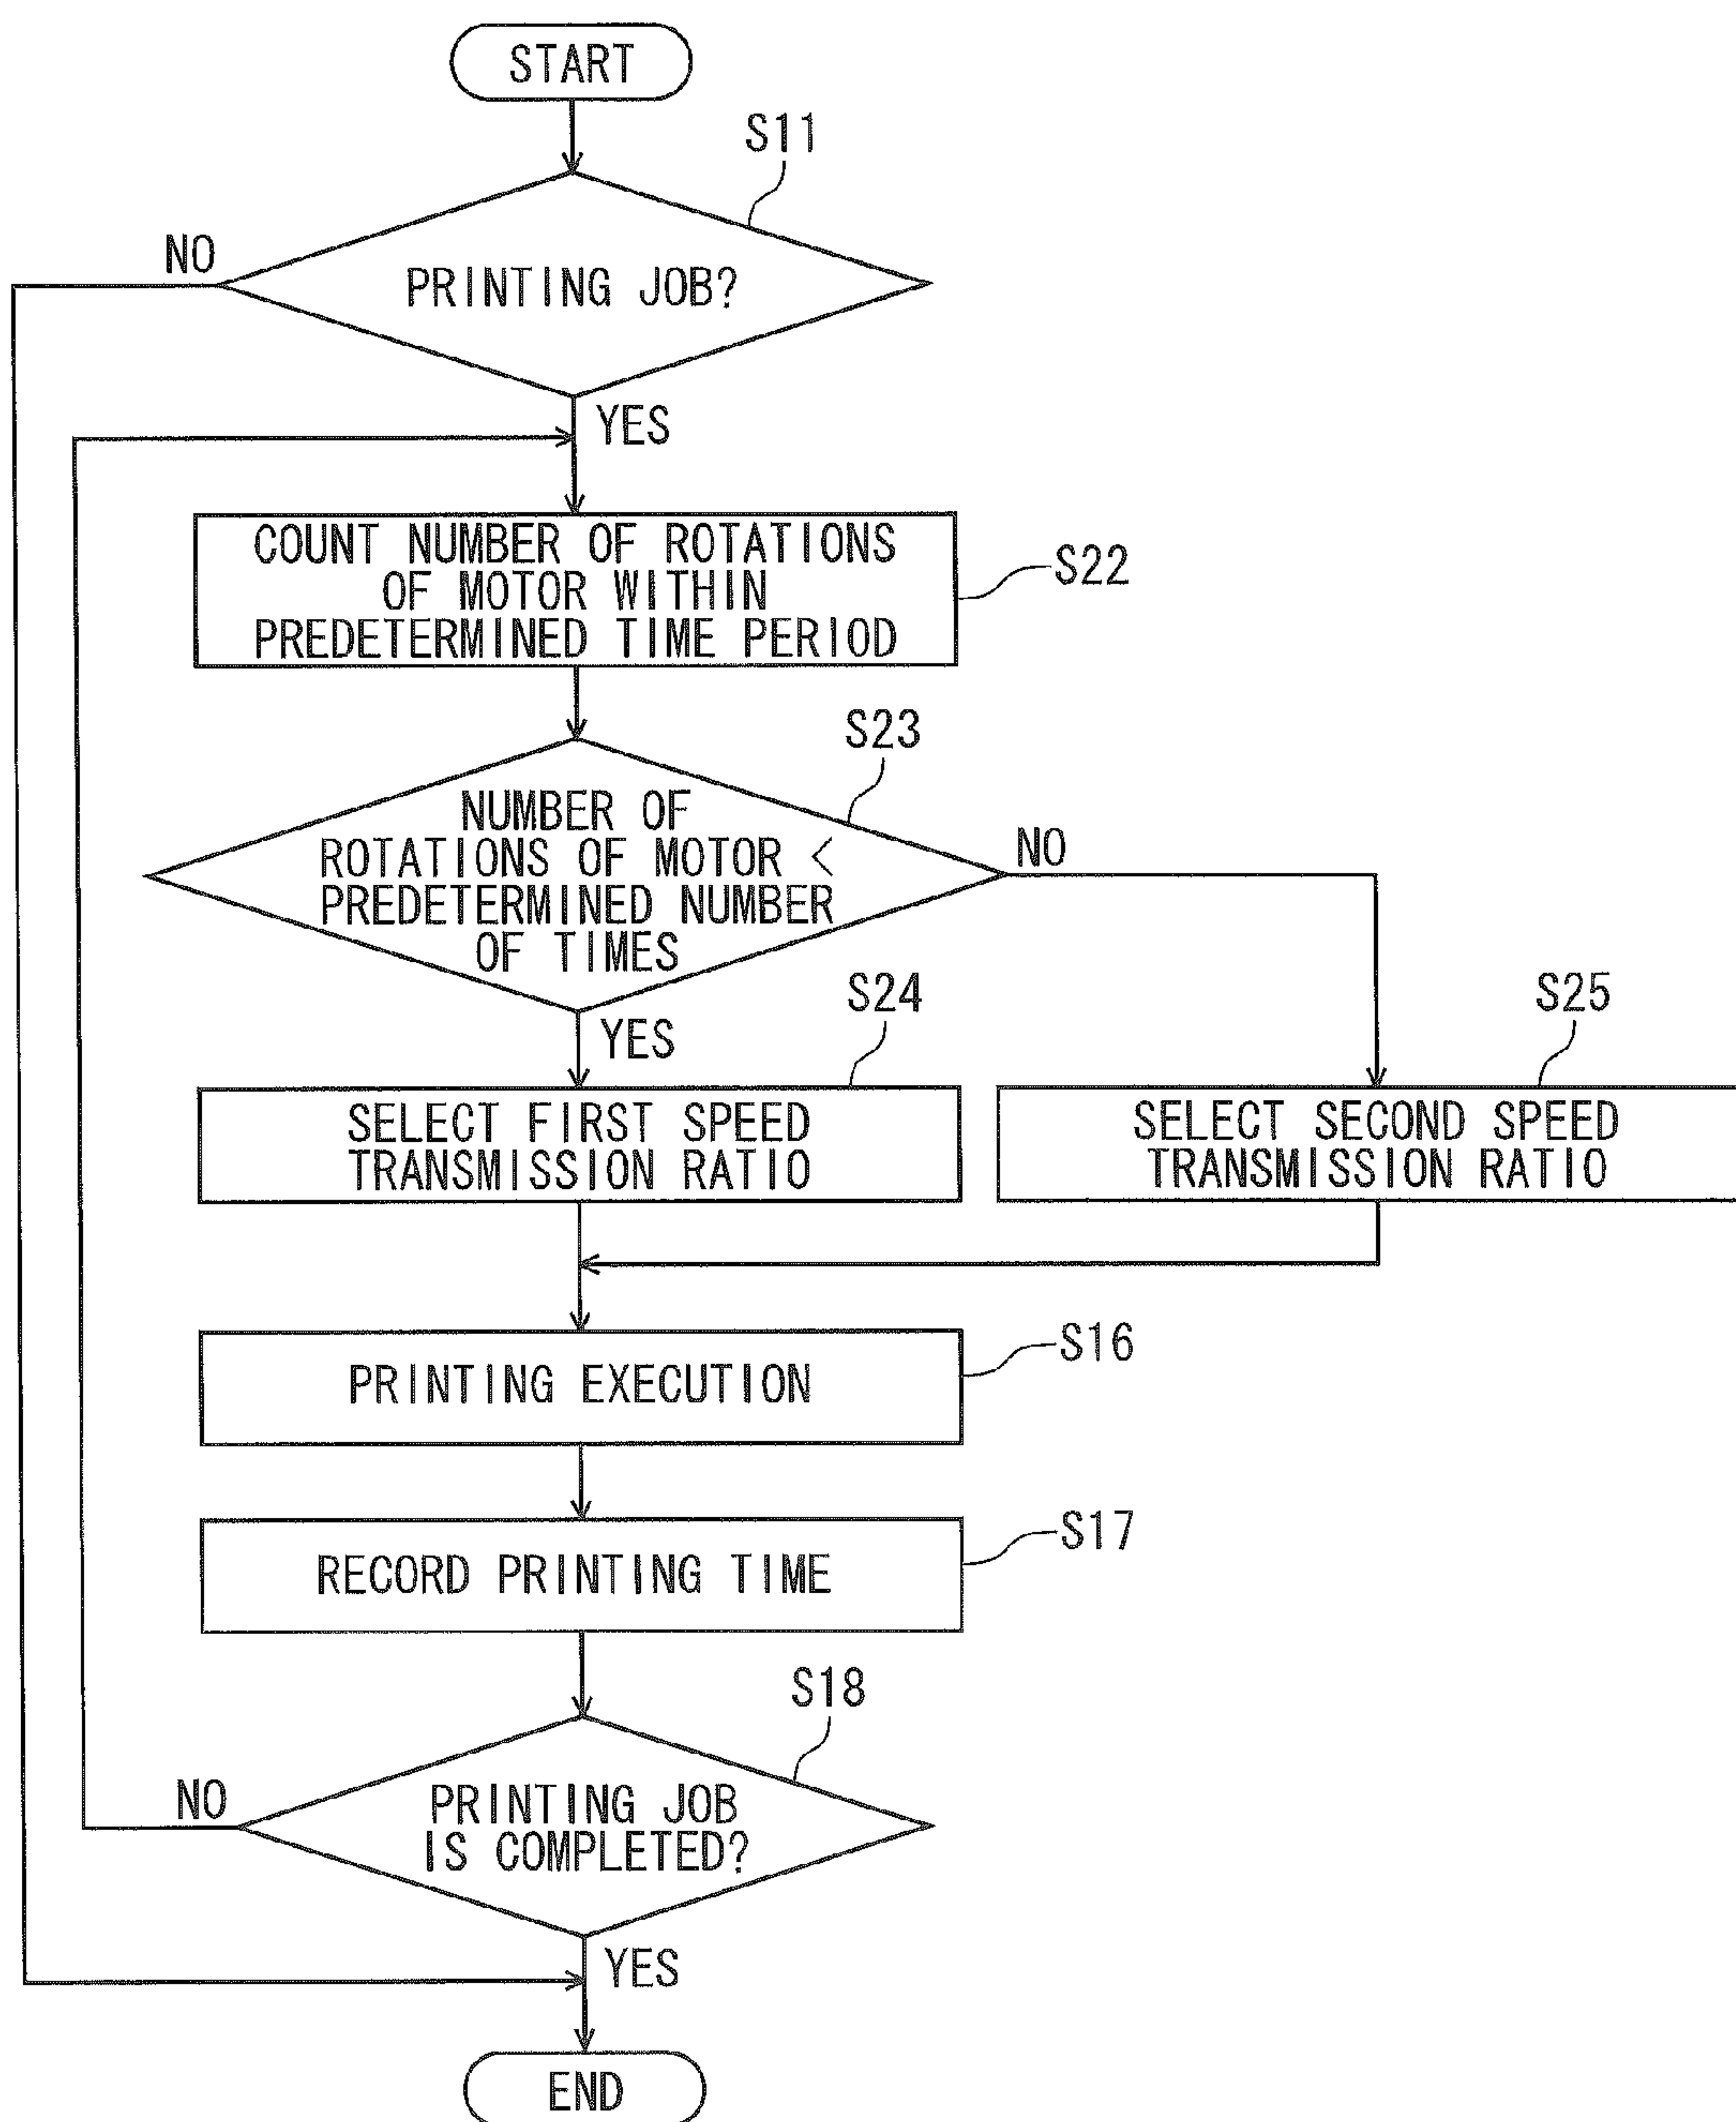 START
S11
NO
PRINTING JOB?
YES
COUNT NUMBER OF ROTATIONS
OF MOTOR WITHIN
PREDETERMINED TIME PERIOD
S22
S23
NUMBER OF
ROTATIONS OF MOTOR <
PREDETERMINED NUMBER
OF TIMES
NO
YES
S24
S25
SELECT FIRST SPEED
TRANSMISSION RATIO
SELECT SECOND SPEED
TRANSMISSION RATIO
PRINTING EXECUTION
S16
RECORD PRINTING TIME
S17
S18
NO
PRINTING JOB
IS COMPLETED?
YES
END